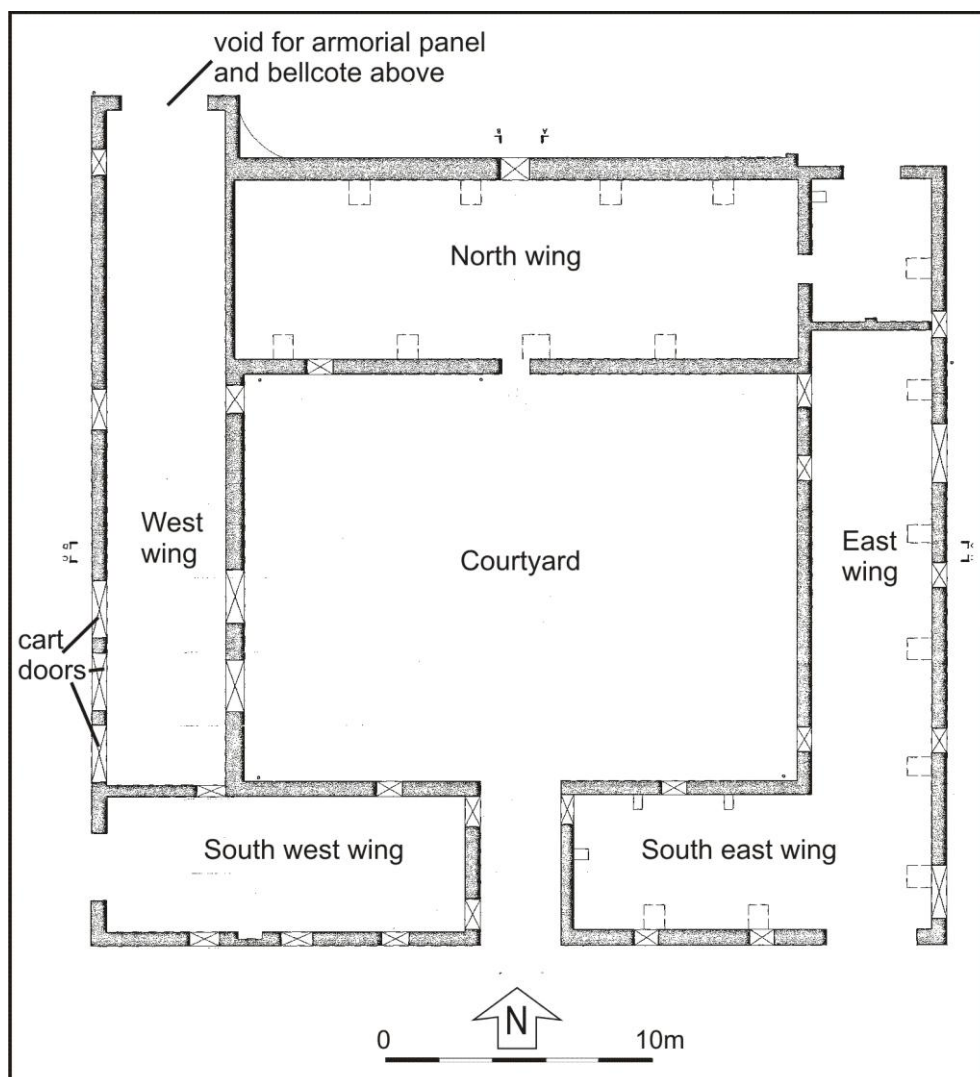 void for armorial panel
and bellcote above
North wing
West
wing
Courtyard
East
wing
cart
doors
South west wing
South east wing
N
0 10m